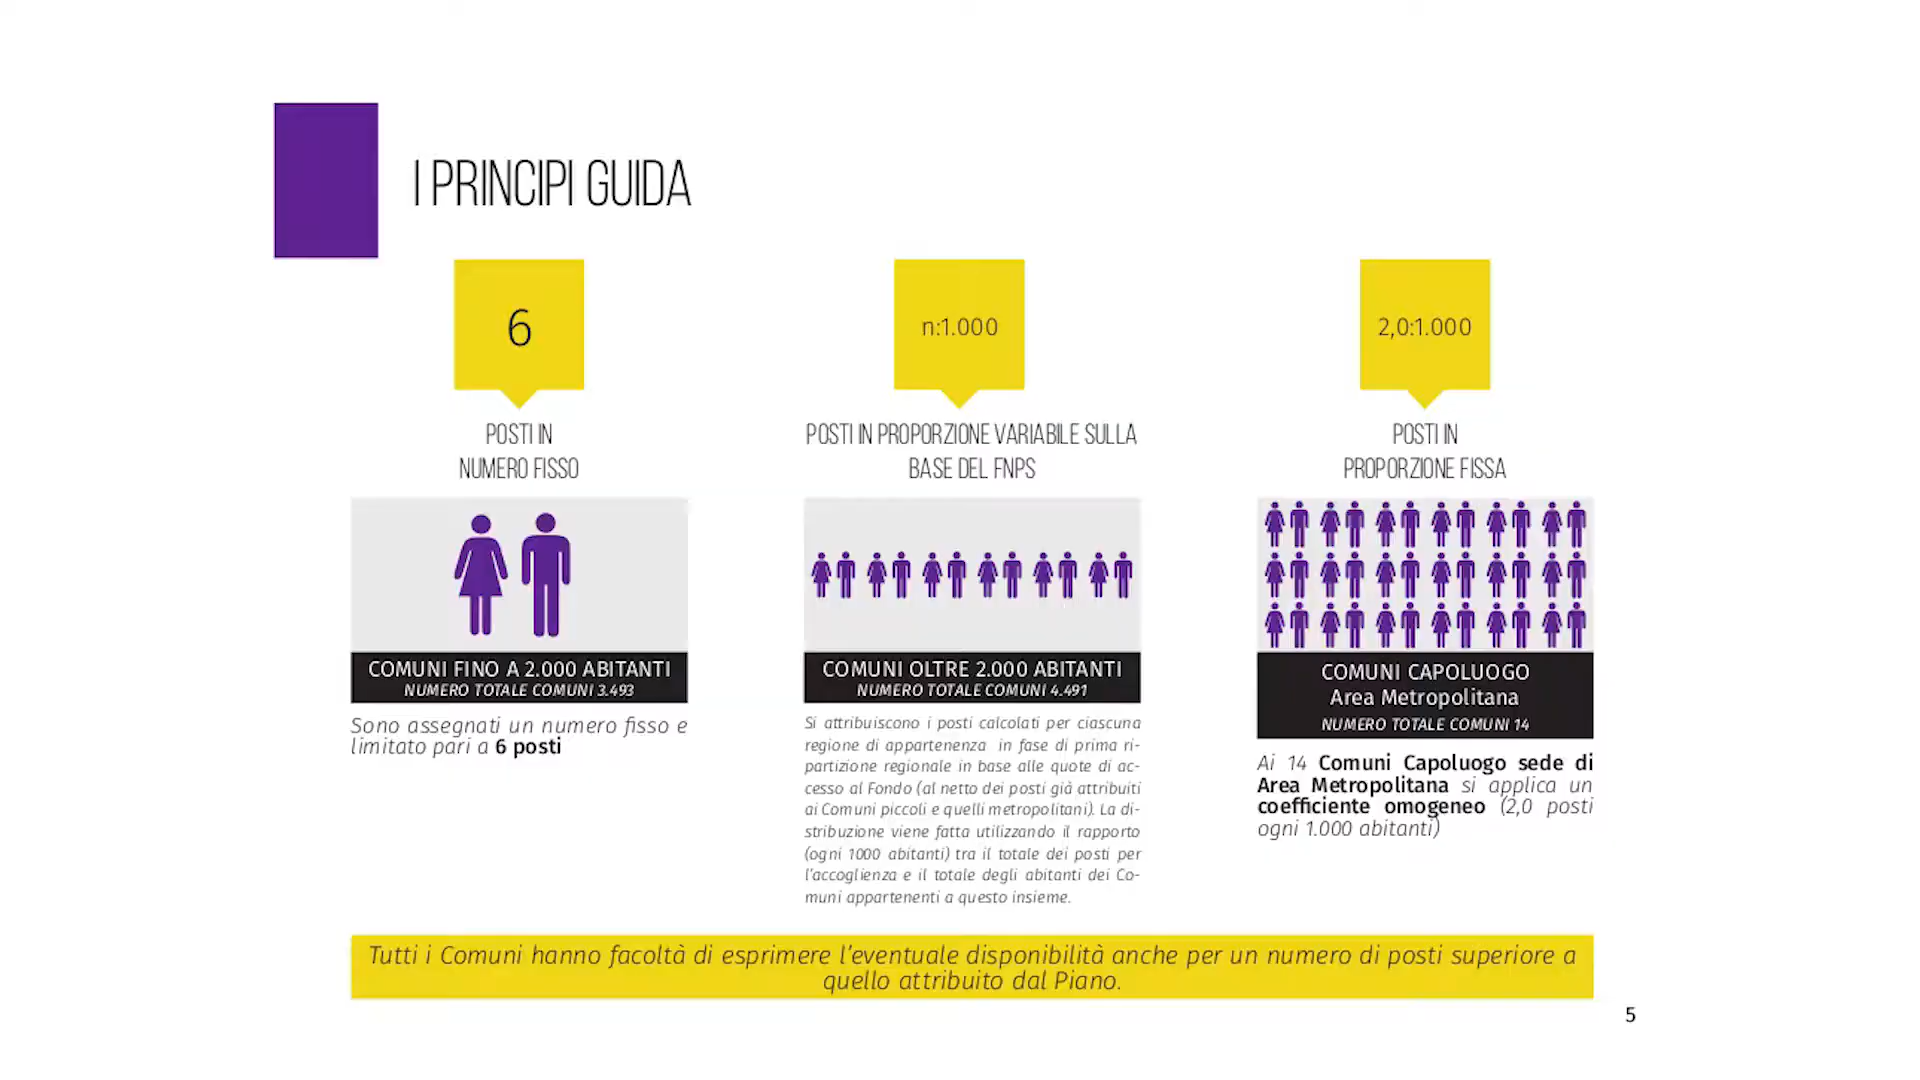 I PRINCIPI GUIDA
6
POSTI IN
NUMERO FISSO
COMUNI FINO A 2.000 ABITANTI
NUMERO TOTALE COMUNI 3.493
Sono assegnati un numero fisso e
limitato pari a 6 posti
n:1.000
POSTI IN PROPORZIONE VARIABILE SULLA
BASE DEL FNPS
COMUNI OLTRE 2.000 ABITANTI
NUMERO TOTALE COMUNI 4.491
Si attribuiscono i posti calcolati per ciascuna
regione di appartenenza in fase di prima ri-
partizione regionale in base alle quote di ac-
cesso al Fondo (al netto dei posti già attribuiti
ai Comuni piccoli e quelli metropolitani). La di-
stribuzione viene fatta utilizzando il rapporto
(ogni 1000 abitanti) tra il totale dei posti per
l'accoglienza e il totale degli abitanti dei Co-
muni appartenenti a questo insieme.
2,0:1.000
POSTI IN
PROPORZIONE FISSA
COMUNI CAPOLUOGO
Area Metropolitana
NUMERO TOTALE COMUNI 14
Ai 14 Comuni Capoluogo sede di
Area Metropolitana si applica un
coefficiente omogeneo (2,0 posti
ogni 1.000 abitanti)
Tutti i Comuni hanno facoltà di esprimere l'eventuale disponibilità anche per un numero di posti superiore a
quello attribuito dal Piano.
5